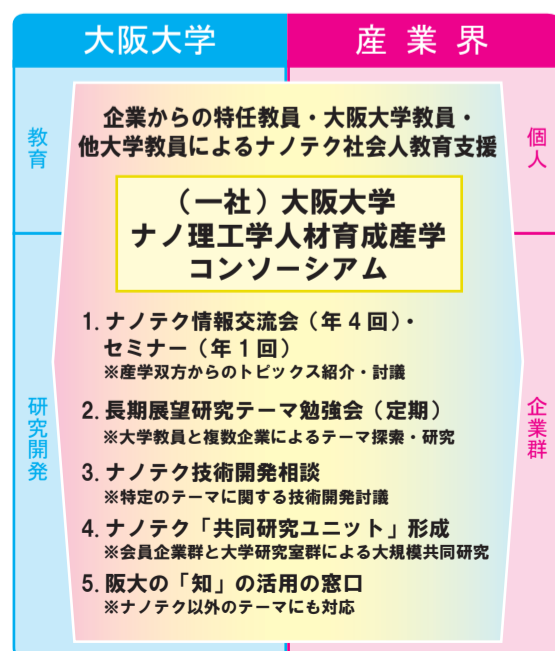 大阪大学
産業界
教育
個人
企業からの特任教員・大阪大学教員・
他大学教員によるナノテク社会人教育支援
（一社）大阪大学
ナノ理工学人材育成産学
コンソーシアム
研究開発
企業群
1. ナノテク情報交流会（年４回）・
セミナー（年１回）
※産学双方からのトピックス紹介・討議
2. 長期展望研究テーマ勉強会（定期）
※大学教員と複数企業によるテーマ探索・研究
3. ナノテク技術開発相談
※特定のテーマに関する技術開発討議
4. ナノテク「共同研究ユニット」形成
※会員企業群と大学研究室群による大規模共同研究
5. 阪大の「知」の活用の窓口
※ナノテク以外のテーマにも対応